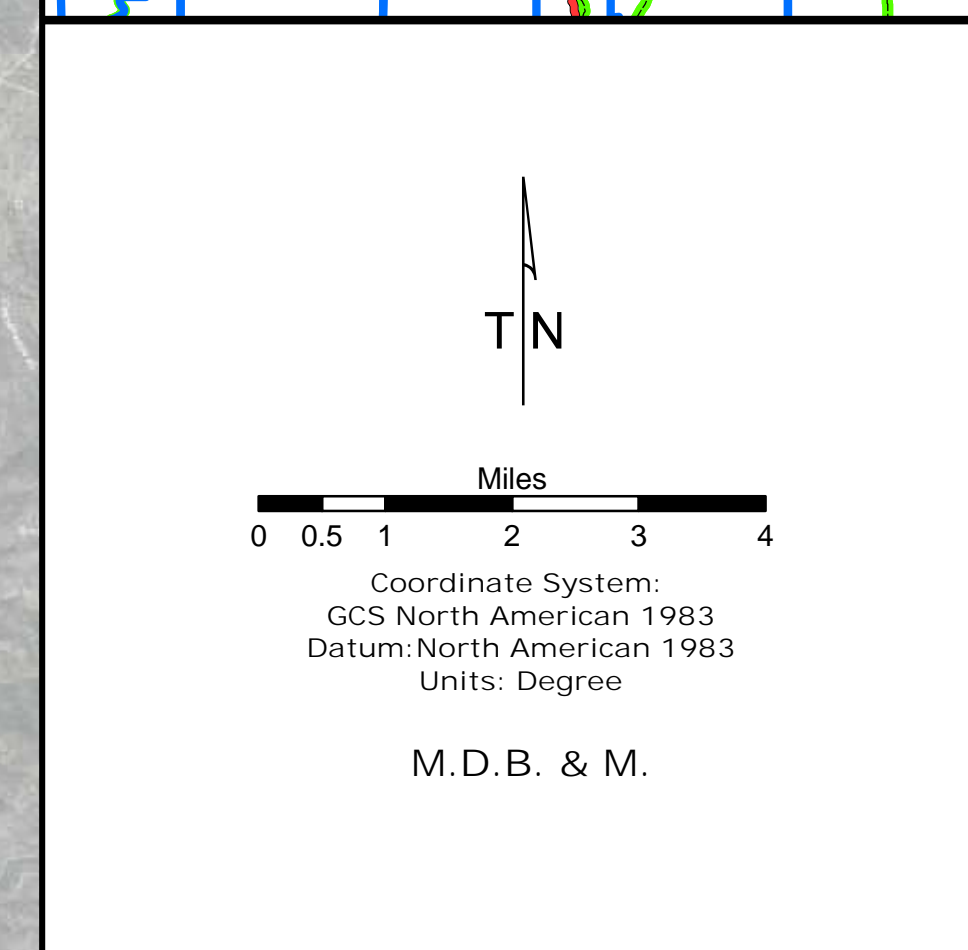 T N
Miles
0 0.5 1 2 3 4
Coordinate System:
GCS North American 1983
Datum:North American 1983
Units: Degree
M.D.B. & M.